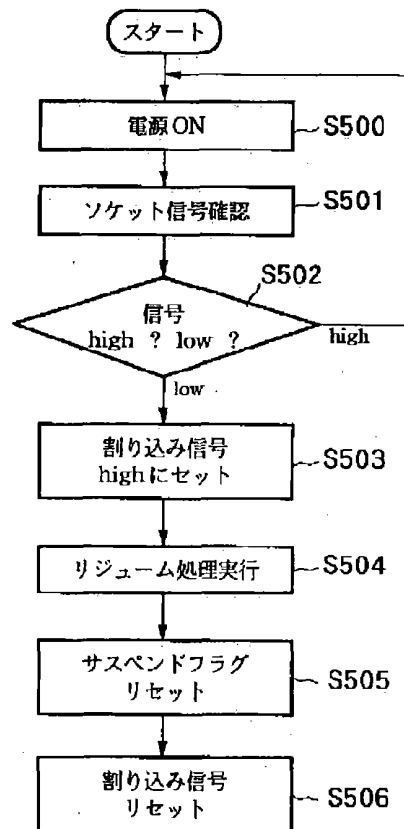 スタート
電源ON
S500
ソケット信号確認
S501
S502
信号
high ? low ?
high
low
割り込み信号
highにセット
S503
リジューム処理実行
S504
サスペンドフラグ
リセット
S505
割り込み信号
リセット
S506